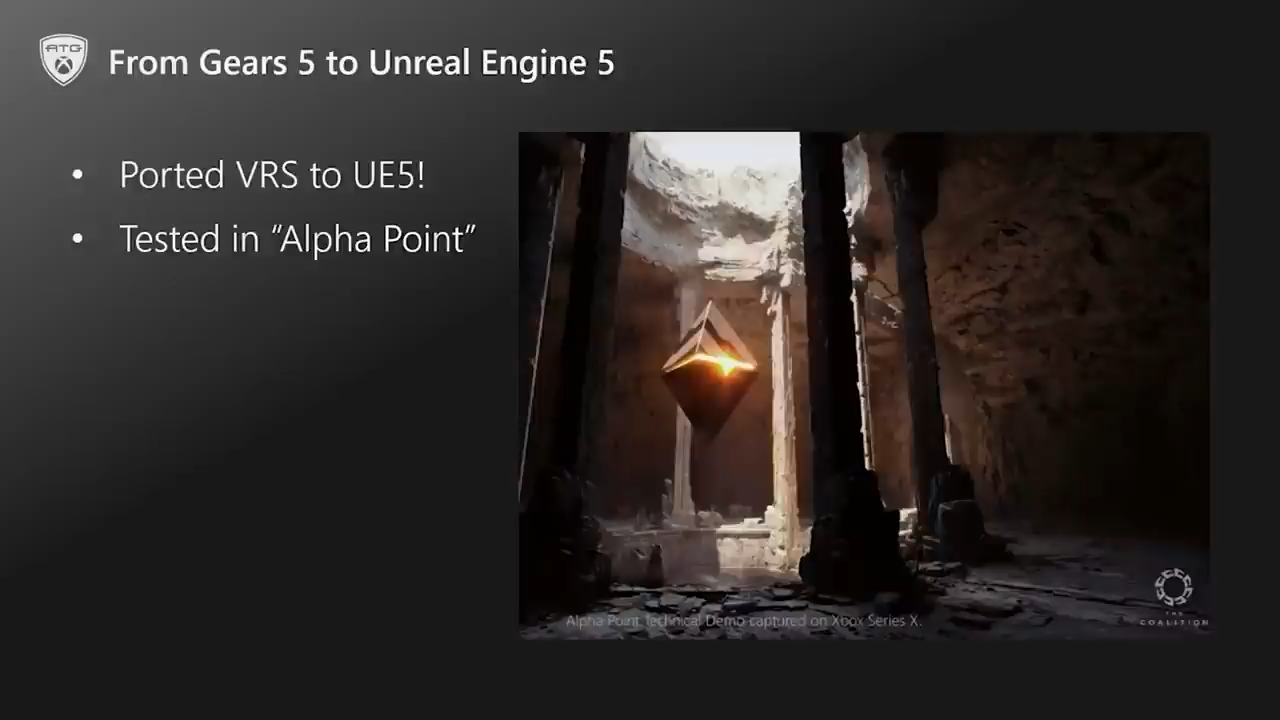 ATG
From Gears 5 to Unreal Engine 5
• Ported VRS to UE5!
• Tested in “Alpha Point”
Alpha Point Technical Demo captured on Xbox Series X.
THE
COALITION